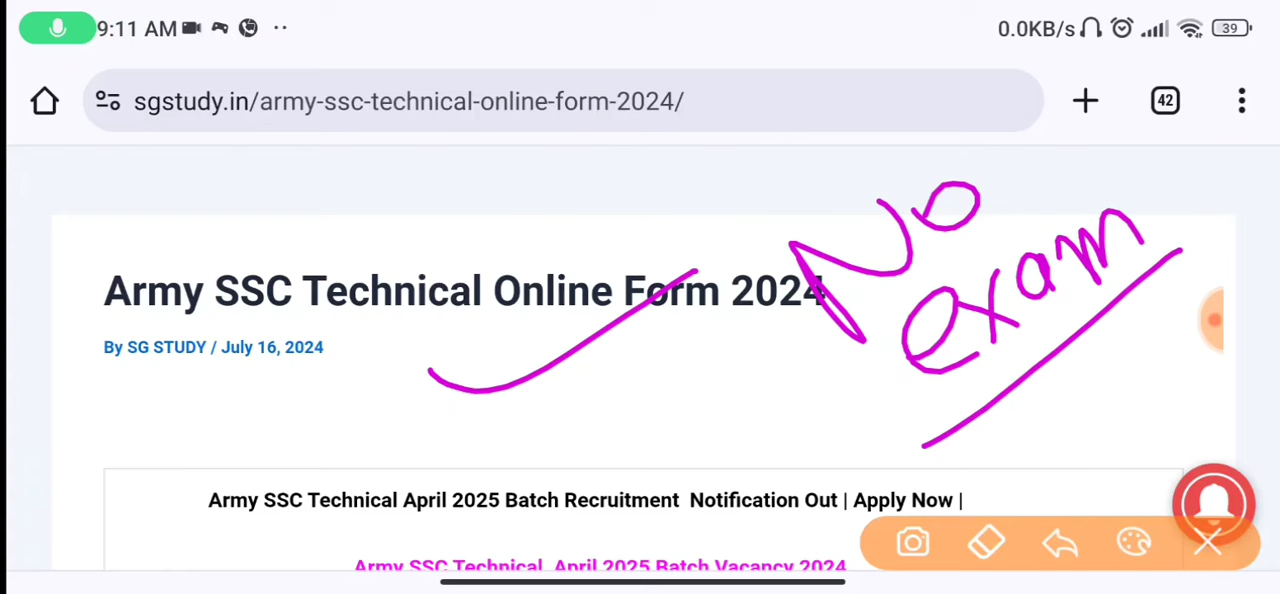 9:11 AM
0.0KB/s
39
sgstudy.in/army-ssc-technical-online-form-2024/
42
No
exam
Army SSC Technical Online Form 2024
By SG STUDY / July 16, 2024
Army SSC Technical April 2025 Batch Recruitment Notification Out | Apply Now |
Army SSC Technical April 2025 Batch Vacancy 2024